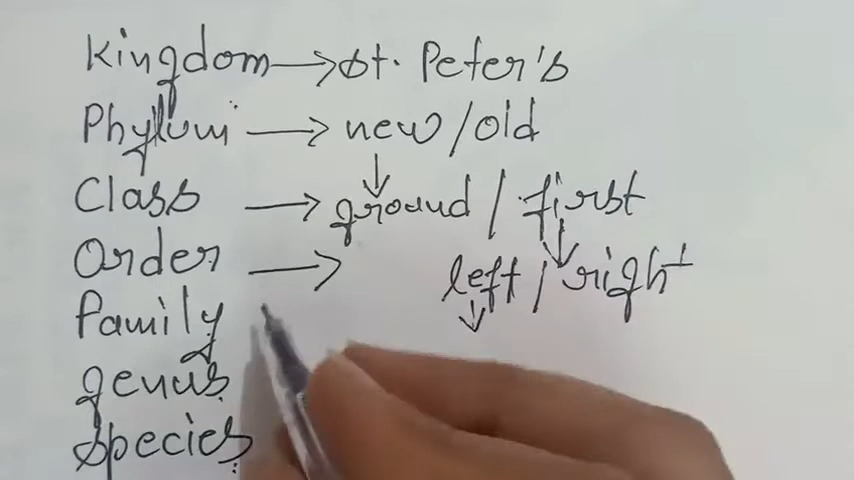 Kingdom → St. Peter's
Phylum → new/old
↓
Class → ground / first
↓
Order → left / right
↓
Family
genus
Species